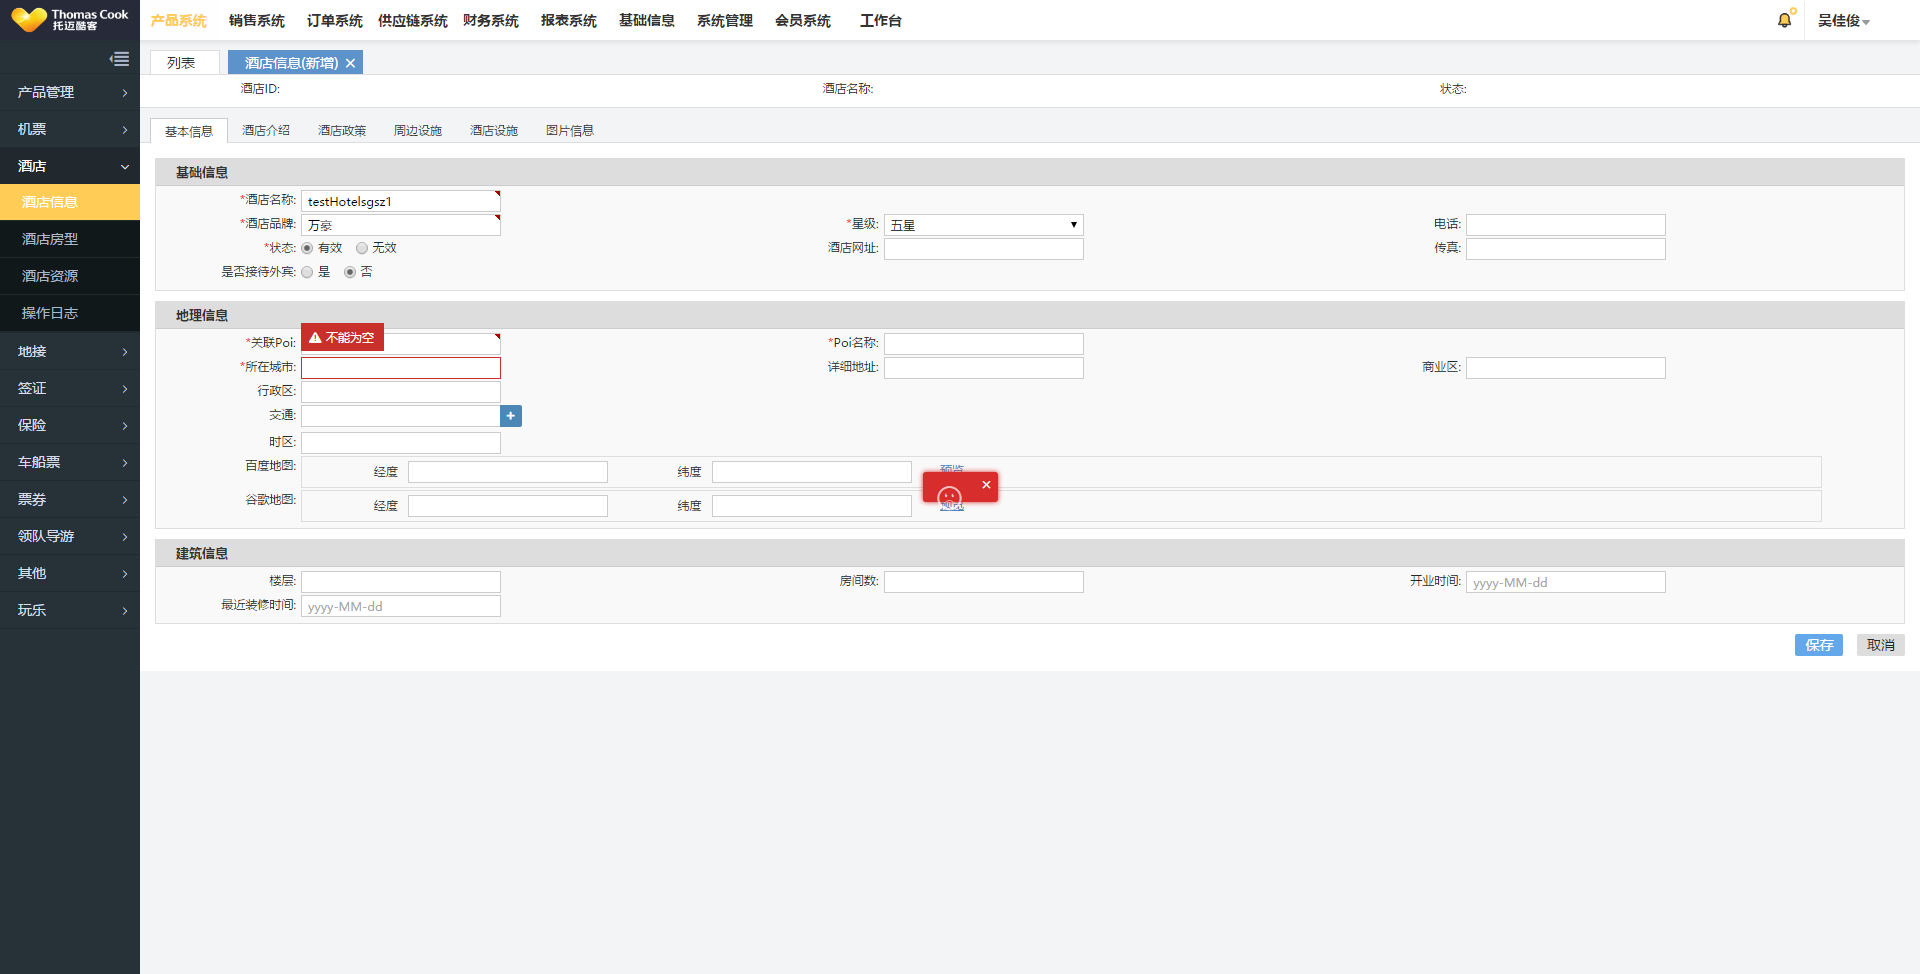 Thomas Cook
托迈酷客
产品系统 销售系统 订单系统 供应链系统 财务系统 报表系统 基础信息 系统管理 会员系统 工作台
吴佳俊
产品管理
机票
酒店
酒店信息
酒店房型
酒店资源
操作日志
地接
签证
保险
车船票
票券
领队导游
其他
玩乐
列表 酒店信息(新增)
酒店ID: 酒店名称: 状态:
基本信息 酒店介绍 酒店政策 周边设施 酒店设施 图片信息
基础信息
*酒店名称: testHotelsgsz1
*酒店品牌: 万豪 *星级: 五星 电话:
*状态: 有效 无效 酒店网址: 传真:
是否接待外宾: 是 否
地理信息
不能为空
*关联Poi: *Poi名称:
*所在城市: 详细地址: 商业区:
行政区:
交通:
时区:
百度地图: 经度 纬度 预览
谷歌地图: 经度 纬度 预览
建筑信息
楼层: 房间数: 开业时间: yyyy-MM-dd
最近装修时间: yyyy-MM-dd
保存 取消